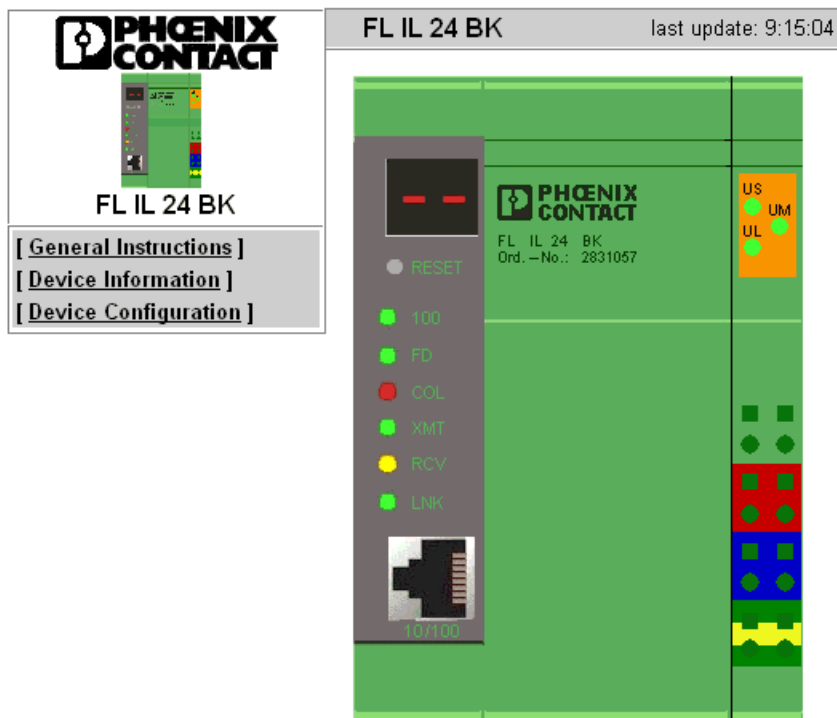 PHŒNIX
CONTACT
FL IL 24 BK
[ General Instructions ]
[ Device Information ]
[ Device Configuration ]
FL IL 24 BK
last update: 9:15:04
PHŒNIX
CONTACT
FL IL 24 BK
Ord.-No.: 2831057
US
UM
UL
RESET
100
FD
COL
XMT
RCV
LNK
10/100